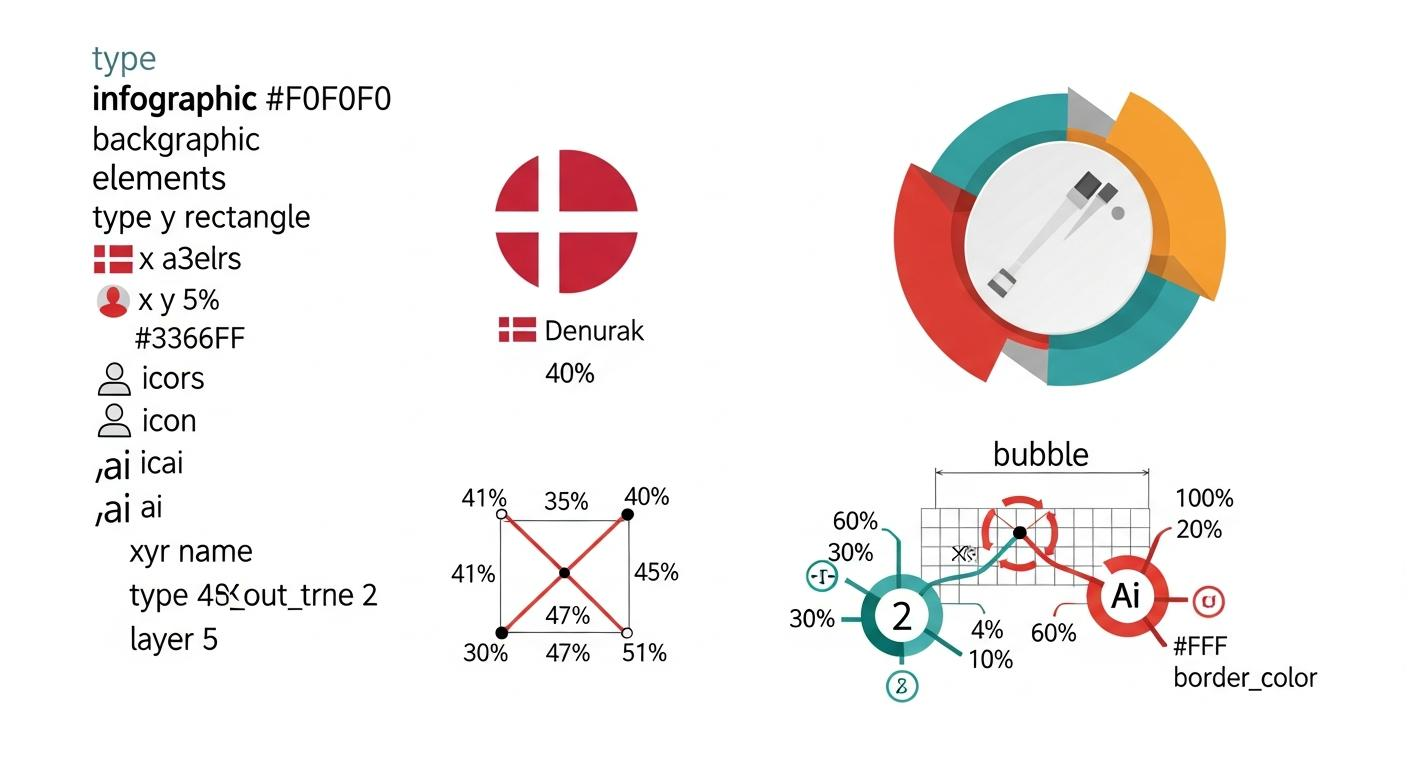 type
infographic #F0F0F0
backgraphic
elements
type y rectangle
x a3elrs
x y 5%
#3366FF
icors
icon
,ai icai
,ai ai
xyr name
out_trne 2
layer 5
Denurak
40%
41% 35% 40%
41% 45%
47%
30% 47% 51%
bubble
100%
60% 20%
30%
2 Ai
30% 4% 60%
10% #FFF
border_color